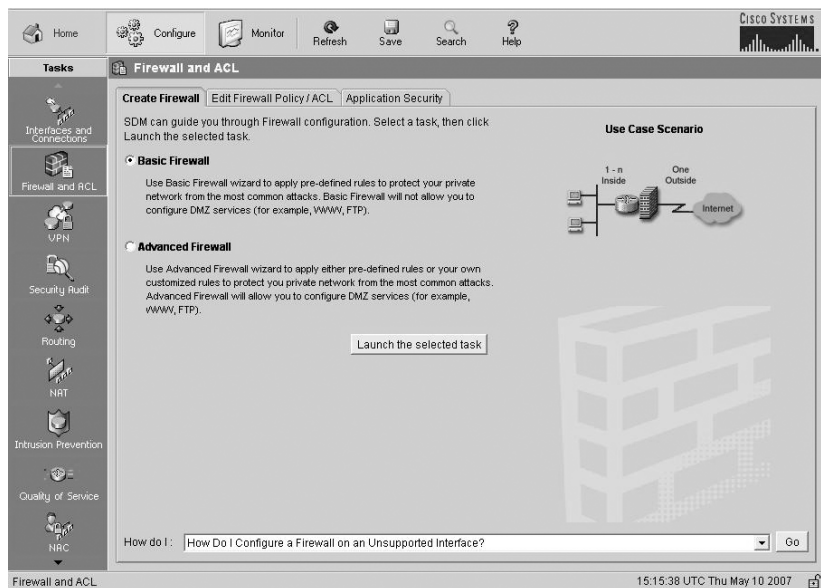 Home
Configure
Monitor
Refresh
Save
Search
Help
CISCO SYSTEMS
Tasks
Firewall and ACL
Interfaces and
Connections
Firewall and ACL
VPN
Security Audit
Routing
NAT
Intrusion Prevention
Quality of Service
NAC
Create Firewall
Edit Firewall Policy / ACL
Application Security
SDM can guide you through Firewall configuration. Select a task, then click
Launch the selected task.
Basic Firewall
Use Basic Firewall wizard to apply pre-defined rules to protect your private
network from the most common attacks. Basic Firewall will not allow you to
configure DMZ services (for example, WWW, FTP).
Advanced Firewall
Use Advanced Firewall wizard to apply either pre-defined rules or your own
customized rules to protect you private network from the most common attacks.
Advanced Firewall will allow you to configure DMZ services (for example,
WWW, FTP).
Launch the selected task
Use Case Scenario
1 - n
Inside
One
Outside
Internet
How do I :
How Do I Configure a Firewall on an Unsupported Interface?
Go
Firewall and ACL
15:15:38 UTC Thu May 10 2007